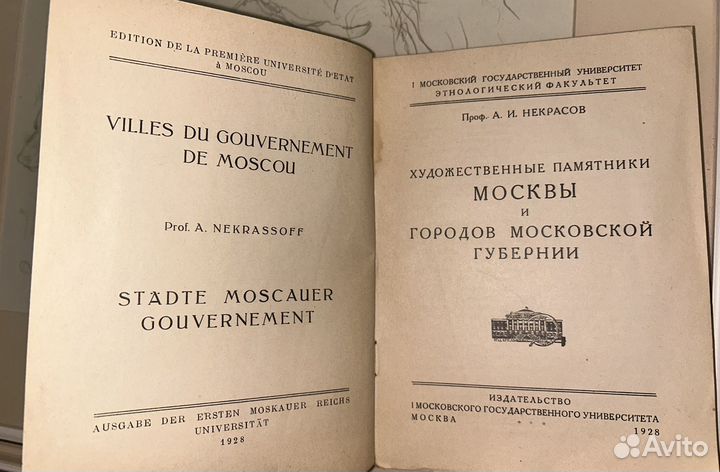 EDITION DE LA PREMIÈRE UNIVERSITÉ D'ETAT
à MOSCOU
VILLES DU GOUVERNEMENT
DE MOSCOU
Prof. A. NEKRASSOFF
STÄDTE MOSCAUER
GOUVERNEMENT
AUSGABE DER ERSTEN MOSKAUER REICHS
UNIVERSITÄT
1928
I МОСКОВСКИЙ ГОСУДАРСТВЕННЫЙ УНИВЕРСИТЕТ
ЭТНОЛОГИЧЕСКИЙ ФАКУЛЬТЕТ
Проф. А. И. НЕКРАСОВ
ХУДОЖЕСТВЕННЫЕ ПАМЯТНИКИ
МОСКВЫ
И
ГОРОДОВ МОСКОВСКОЙ
ГУБЕРНИИ
ИЗДАТЕЛЬСТВО
I МОСКОВСКОГО ГОСУДАРСТВЕННОГО УНИВЕРСИТЕТА
МОСКВА 1928
Avito